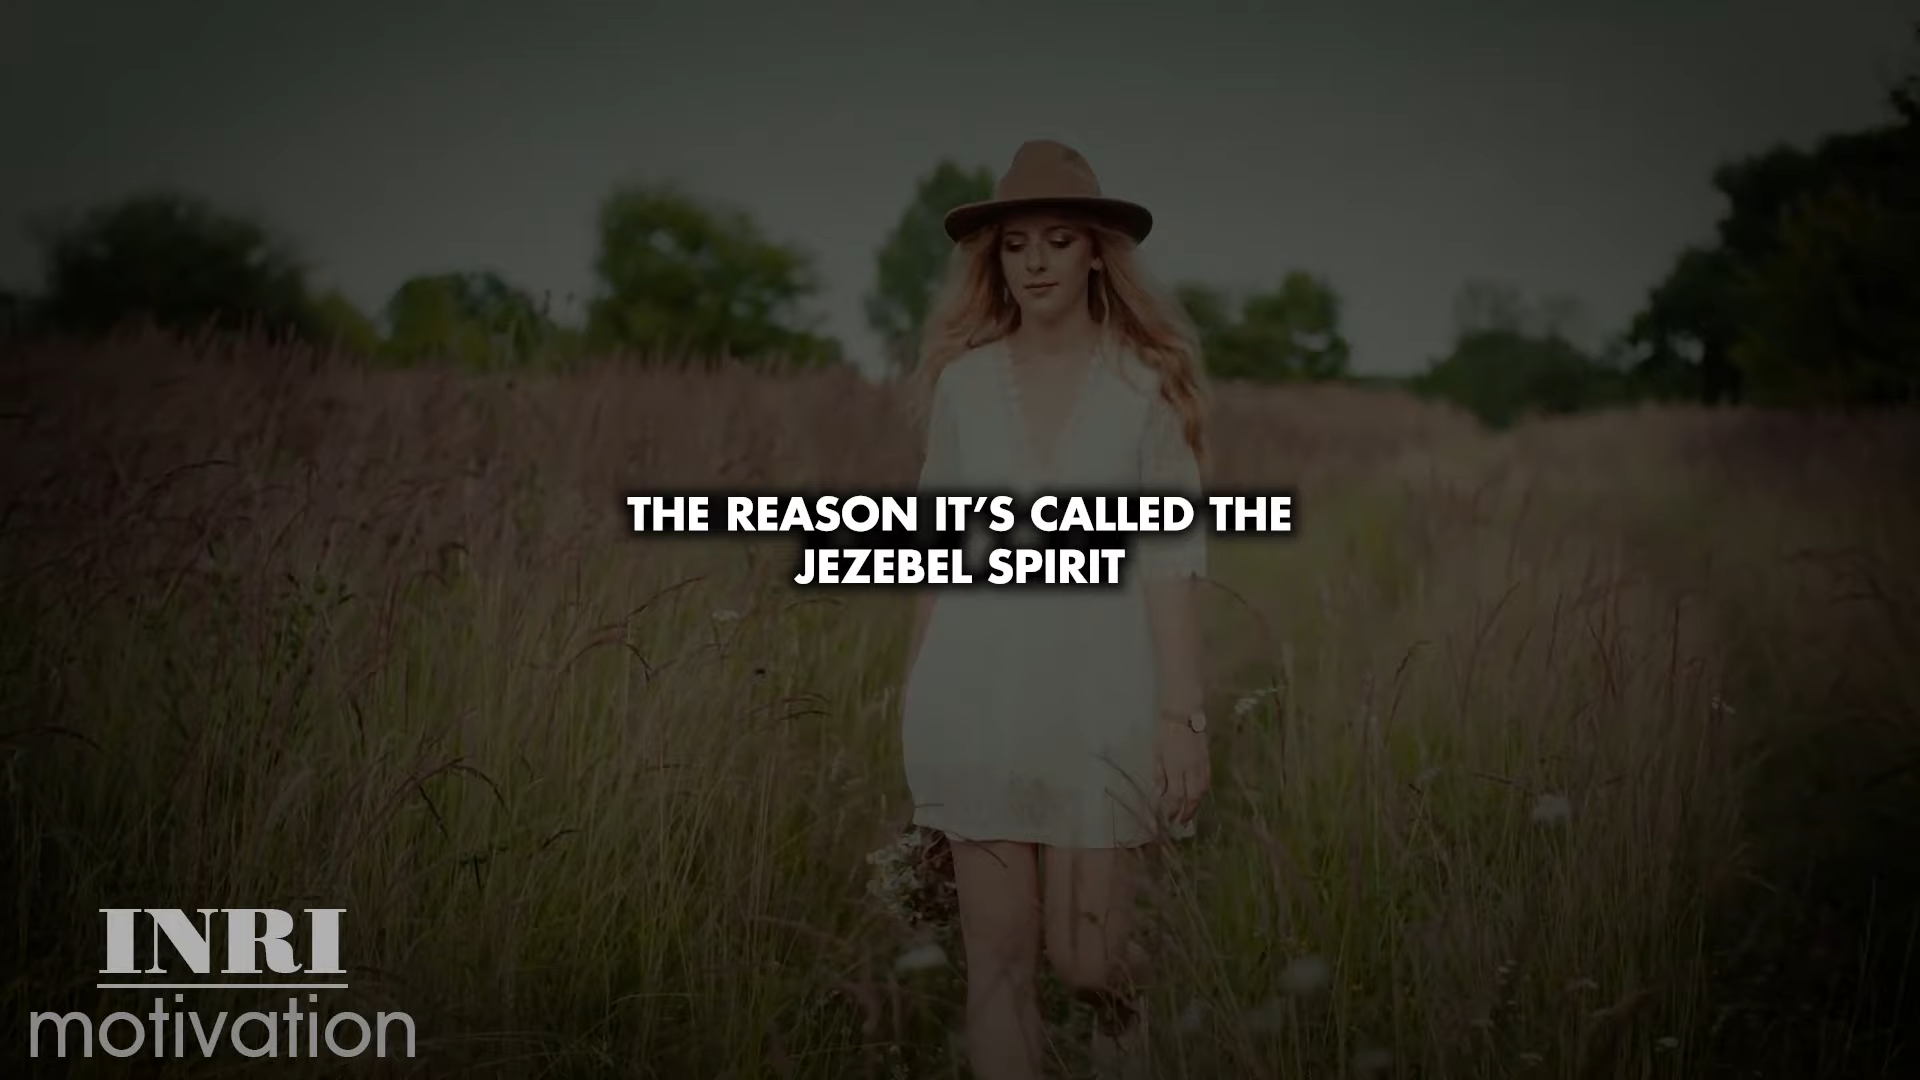 THE REASON IT’S CALLED THE
JEZEBEL SPIRIT
INRI
motivation